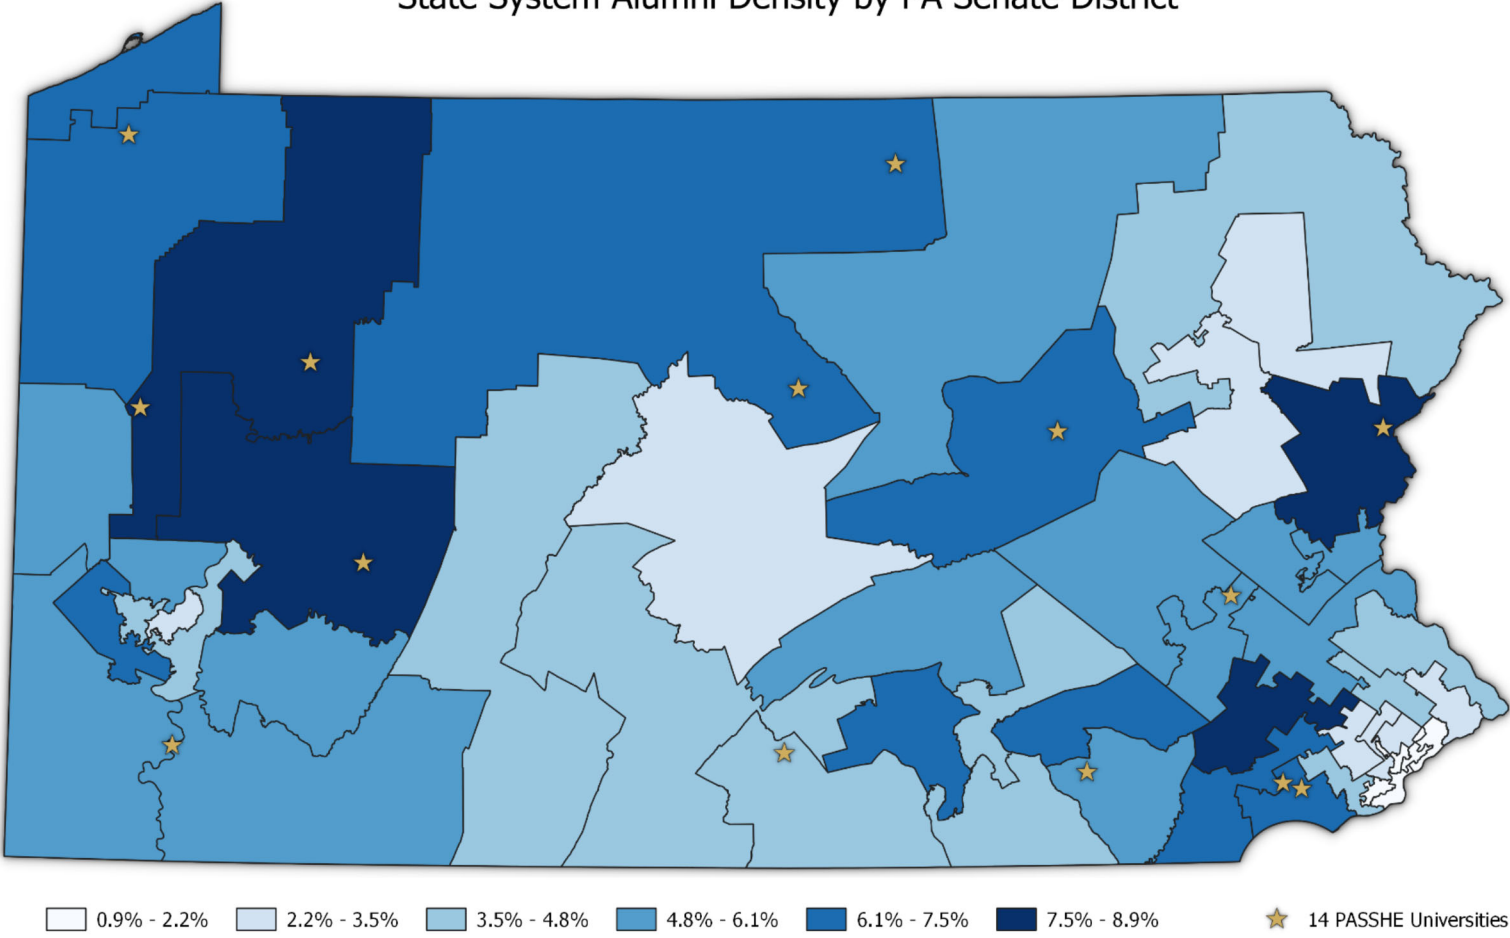 State System Alumni Density by PA Senate District
0.9% - 2.2%
2.2% - 3.5%
3.5% - 4.8%
4.8% - 6.1%
6.1% - 7.5%
7.5% - 8.9%
14 PASSHE Universities